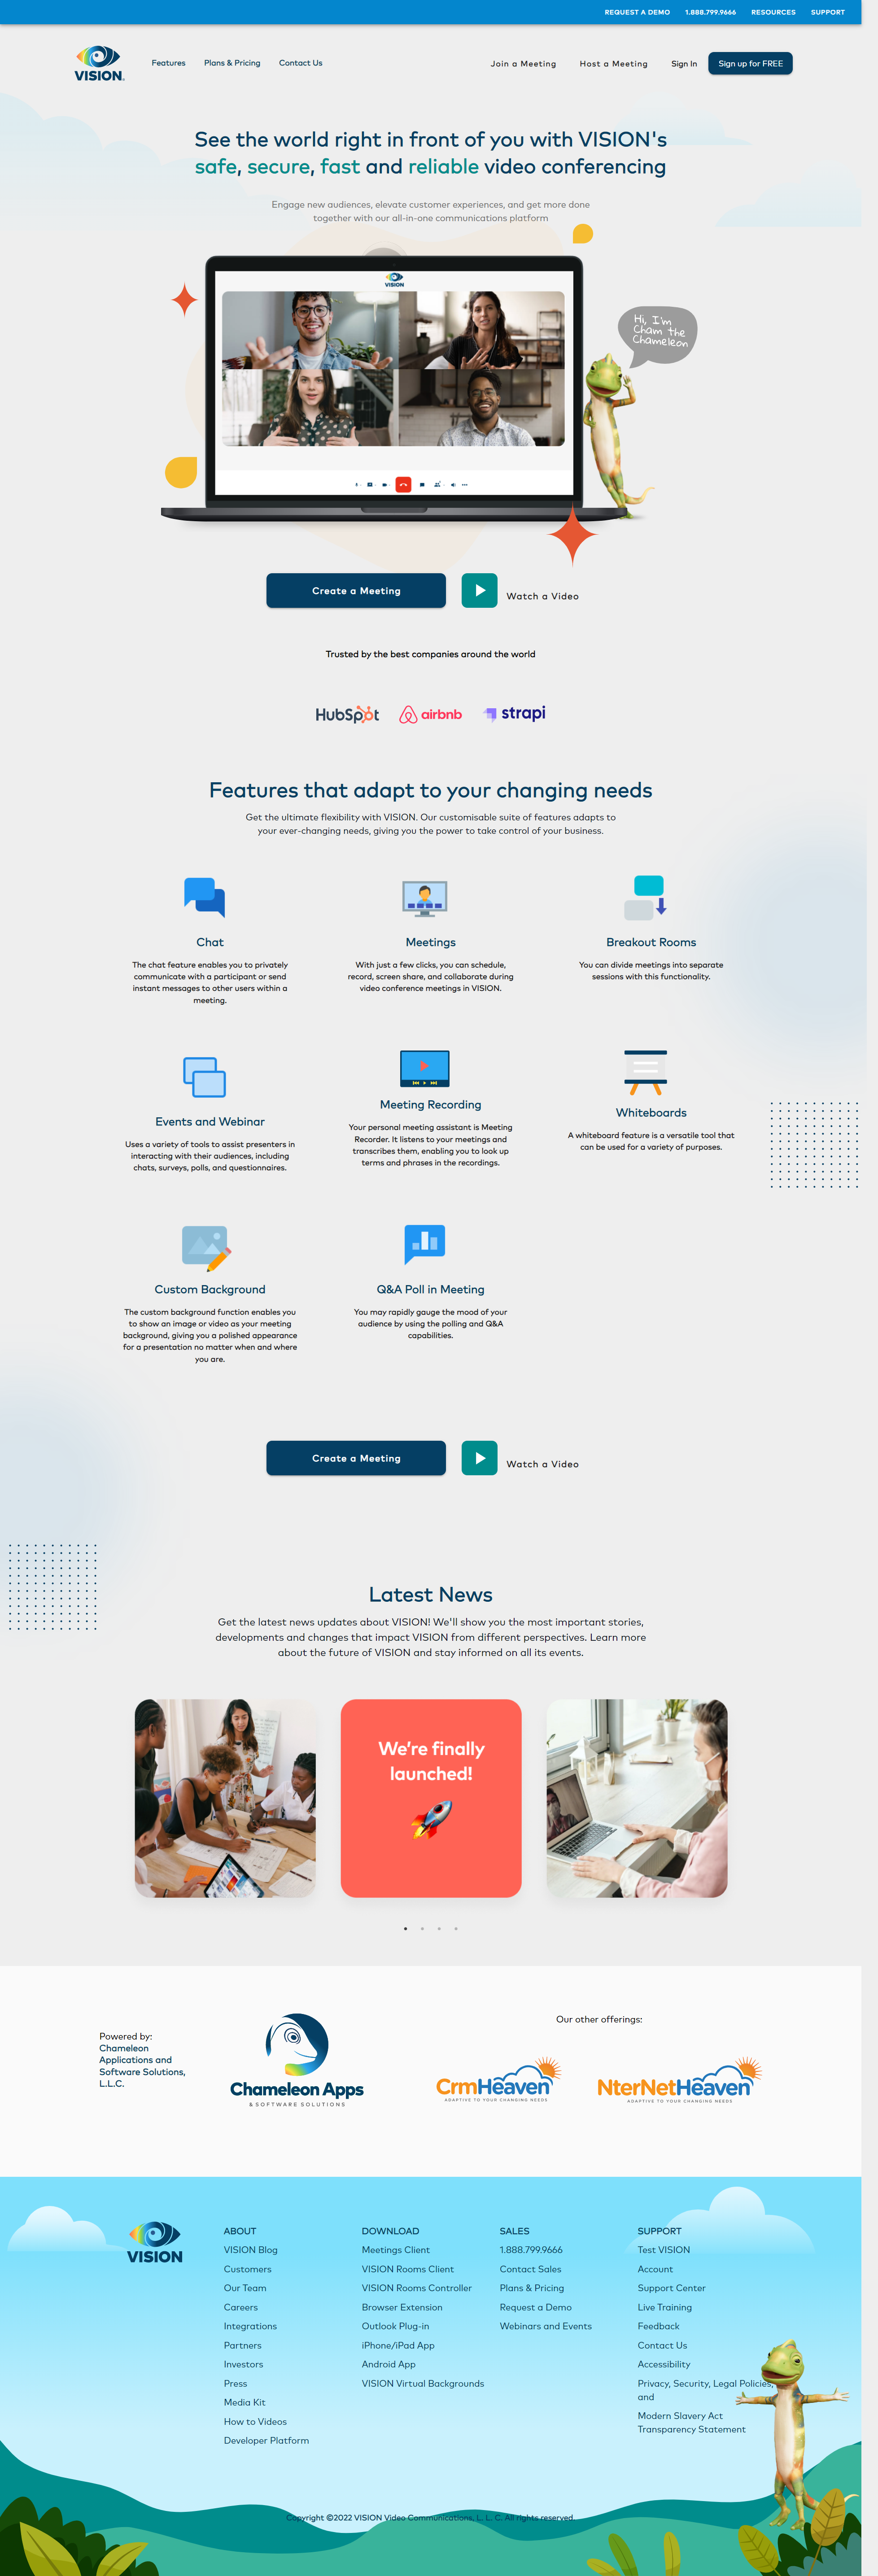 REQUEST A DEMO 1.888.799.9666 RESOURCES SUPPORT
VISION
Features Plans & Pricing Contact Us Join a Meeting Host a Meeting Sign In Sign up for FREE
See the world right in front of you with VISION's
safe, secure, fast and reliable video conferencing
Engage new audiences, elevate customer experiences, and get more done
together with our all-in-one communications platform
VISION
Hi, I'm
Cham the
Chameleon
Create a Meeting Watch a Video
Trusted by the best companies around the world
HubSpot airbnb strapi
Features that adapt to your changing needs
Get the ultimate flexibility with VISION. Our customisable suite of features adapts to
your ever-changing needs, giving you the power to take control of your business.
Chat
The chat feature enables you to privately
communicate with a participant or send
instant messages to other users within a
meeting.
Meetings
With just a few clicks, you can schedule,
record, screen share, and collaborate during
video conference meetings in VISION.
Breakout Rooms
You can divide meetings into separate
sessions with this functionality.
Events and Webinar
Uses a variety of tools to assist presenters in
interacting with their audiences, including
chats, surveys, polls, and questionnaires.
Meeting Recording
Your personal meeting assistant is Meeting
Recorder. It listens to your meetings and
transcribes them, enabling you to look up
terms and phrases in the recordings.
Whiteboards
A whiteboard feature is a versatile tool that
can be used for a variety of purposes.
Custom Background
The custom background function enables you
to show an image or video as your meeting
background, giving you a polished appearance
for a presentation no matter when and where
you are.
Q&A Poll in Meeting
You may rapidly gauge the mood of your
audience by using the polling and Q&A
capabilities.
Create a Meeting Watch a Video
Latest News
Get the latest news updates about VISION! We'll show you the most important stories,
developments and changes that impact VISION from different perspectives. Learn more
about the future of VISION and stay informed on all its events.
We're finally
launched!
Powered by:
Chameleon
Applications and
Software Solutions,
L.L.C.
Chameleon Apps
& SOFTWARE SOLUTIONS
Our other offerings:
CrmHeaven
ADAPTIVE TO YOUR CHANGING NEEDS
NterNetHeaven
ADAPTIVE TO YOUR CHANGING NEEDS
VISION
ABOUT
VISION Blog
Customers
Our Team
Careers
Integrations
Partners
Investors
Press
Media Kit
How to Videos
Developer Platform
DOWNLOAD
Meetings Client
VISION Rooms Client
VISION Rooms Controller
Browser Extension
Outlook Plug-in
iPhone/iPad App
Android App
VISION Virtual Backgrounds
SALES
1.888.799.9666
Contact Sales
Plans & Pricing
Request a Demo
Webinars and Events
SUPPORT
Test VISION
Account
Support Center
Live Training
Feedback
Contact Us
Accessibility
Privacy, Security, Legal Policies,
and
Modern Slavery Act
Transparency Statement
Copyright ©2022 VISION Video Communications, L. L. C. All rights reserved.